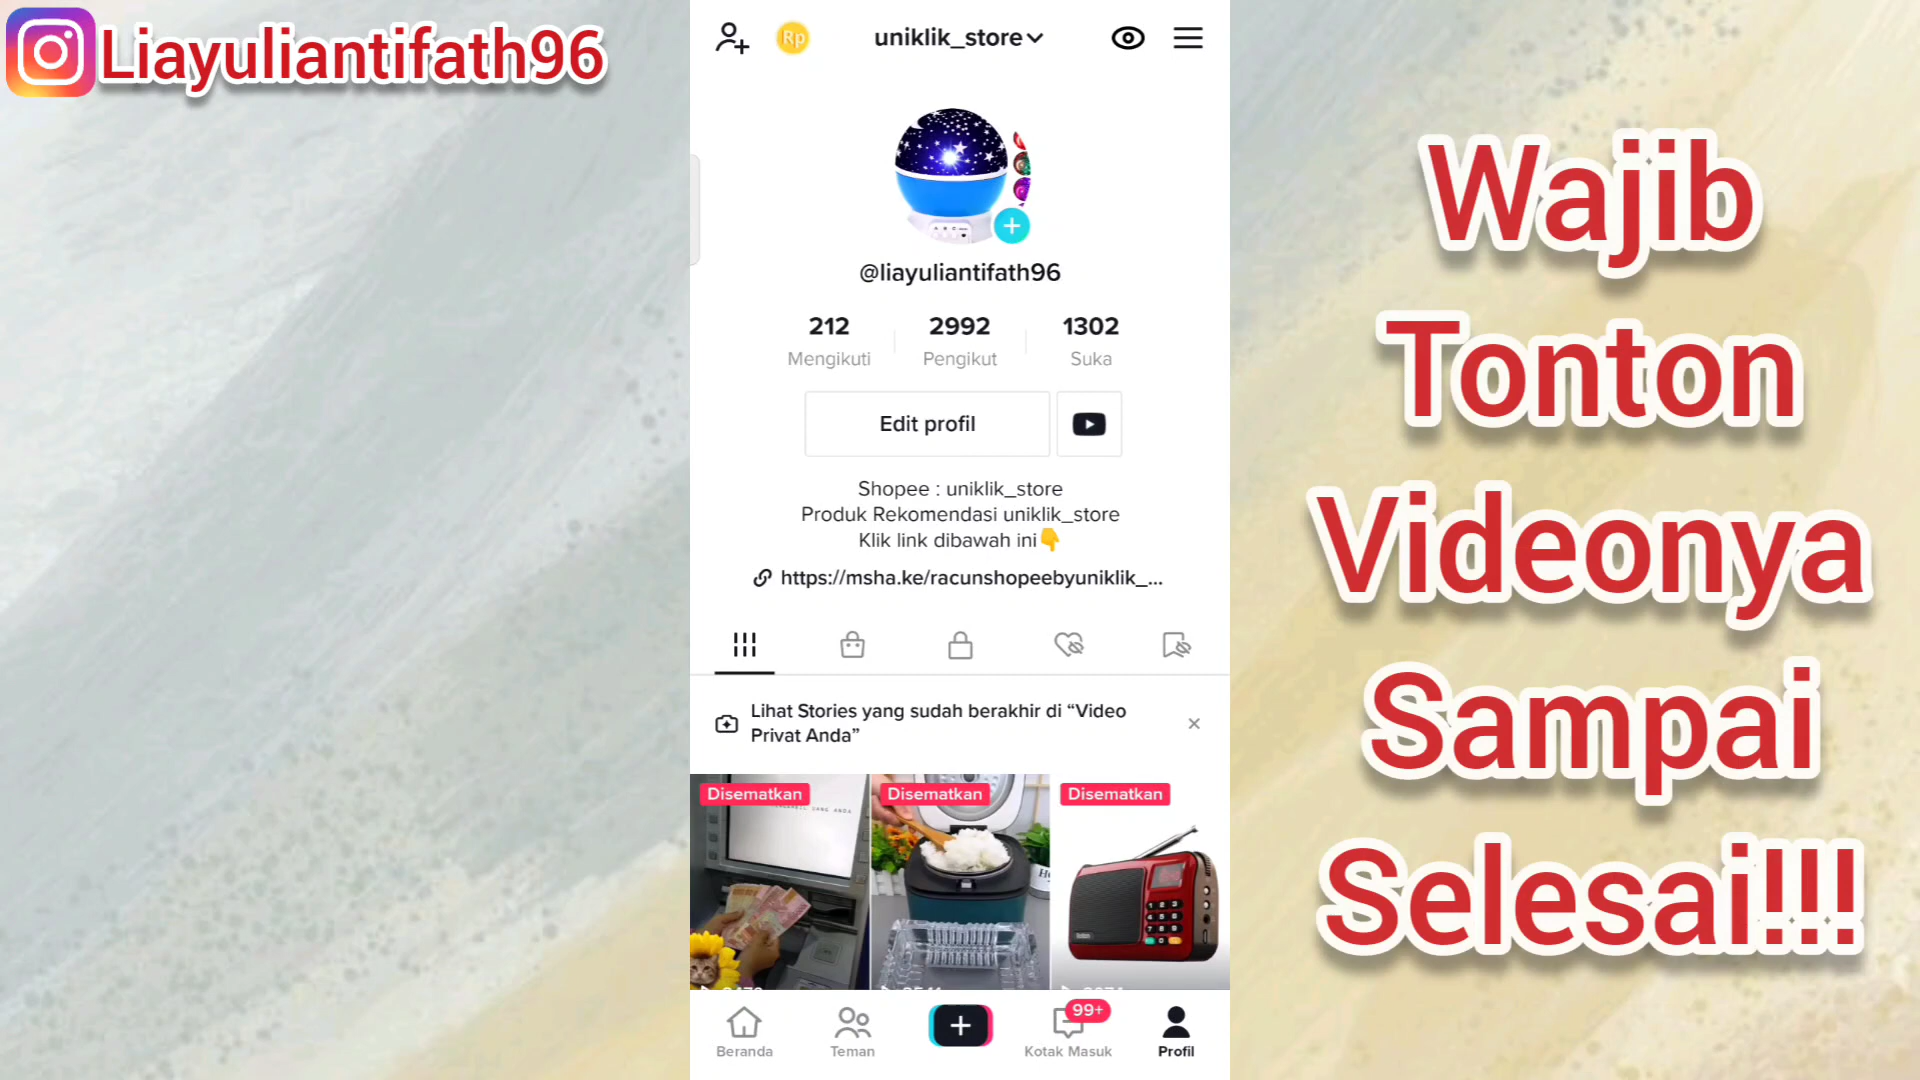 Liayuliantifath96
Rp
uniklik_store
@liayuliantifath96
212
2992
1302
Mengikuti
Pengikut
Suka
Edit profil
Shopee : uniklik_store
Produk Rekomendasi uniklik_store
Klik link dibawah ini👇
https://msha.ke/racunshopeebyuniklik_...
Lihat Stories yang sudah berakhir di “Video
Privat Anda”
Disematkan
Disematkan
Disematkan
99+
Beranda
Teman
Kotak Masuk
Profil
Wajib
Tonton
Videonya
Sampai
Selesai!!!